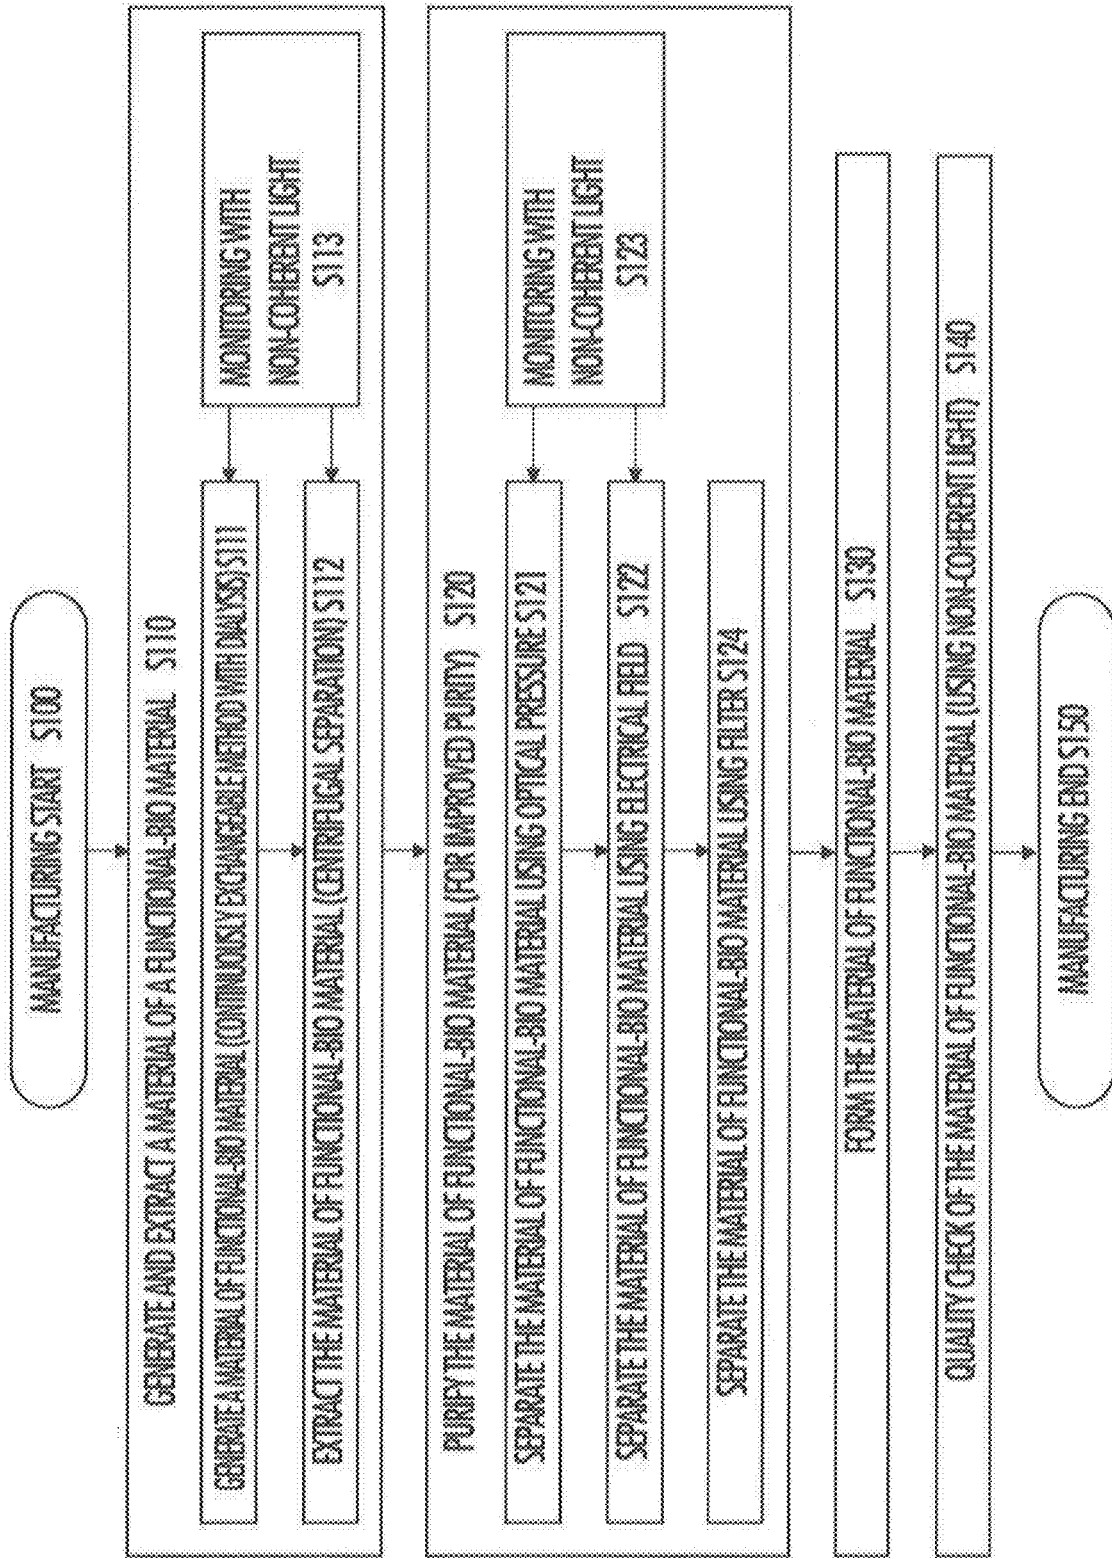 MANUFACTURING START S100
GENERATE AND EXTRACT A MATERIAL OF A FUNCTIONAL-BIO MATERIAL S110
GENERATE A MATERIAL OF FUNCTIONAL-BIO MATERIAL (CONTINUOUSLY EXCHANGEABLE METHOD WITH DIALYSIS) S111
EXTRACT THE MATERIAL OF FUNCTIONAL-BIO MATERIAL (CENTRIFUGAL SEPARATION) S112
MONITORING WITH
NON-COHERENT LIGHT
S113
PURIFY THE MATERIAL OF FUNCTIONAL-BIO MATERIAL (FOR IMPROVED PURITY) S120
SEPARATE THE MATERIAL OF FUNCTIONAL-BIO MATERIAL USING OPTICAL PRESSURE S121
SEPARATE THE MATERIAL OF FUNCTIONAL-BIO MATERIAL USING ELECTRICAL FIELD S122
MONITORING WITH
NON-COHERENT LIGHT
S123
SEPARATE THE MATERIAL OF FUNCTIONAL-BIO MATERIAL USING FILTER S124
FORM THE MATERIAL OF FUNCTIONAL-BIO MATERIAL S130
QUALITY CHECK OF THE MATERIAL OF FUNCTIONAL-BIO MATERIAL (USING NON-COHERENT LIGHT) S140
MANUFACTURING END S150